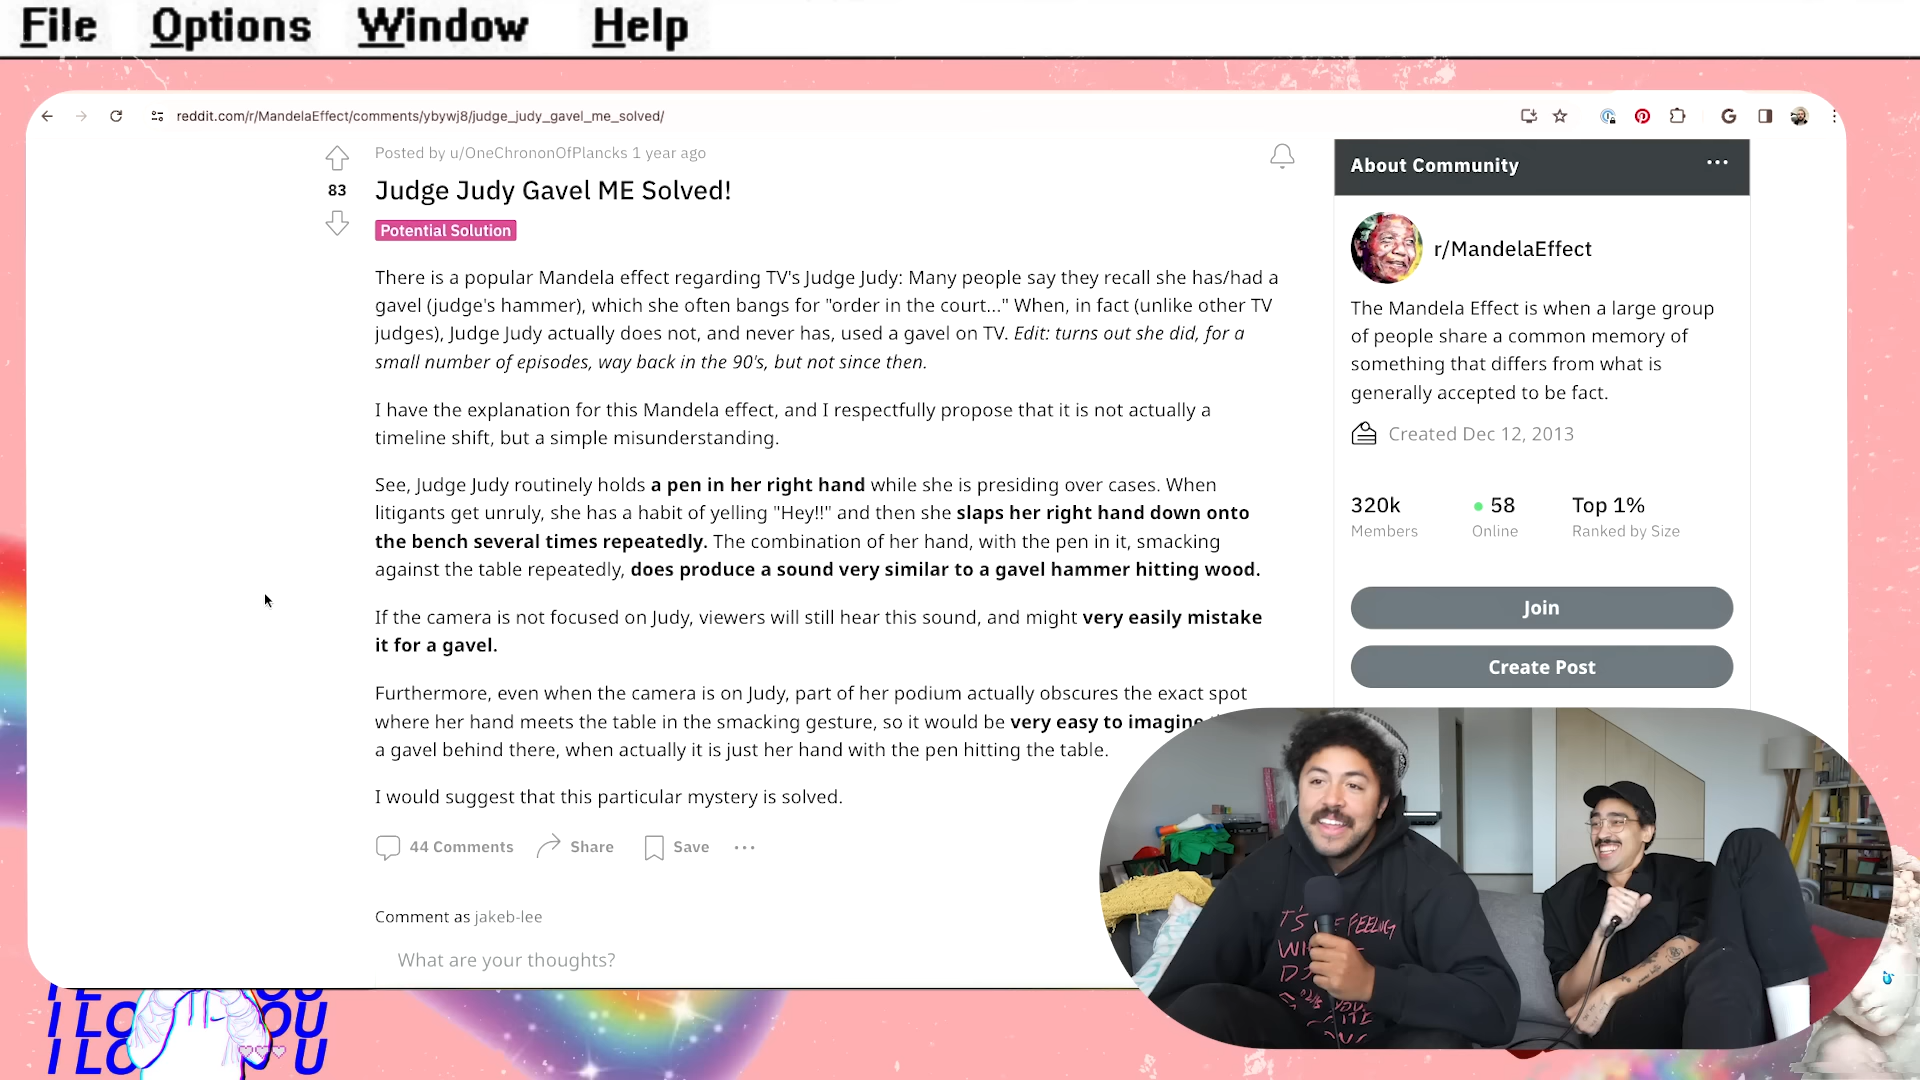 File Options Window Help
reddit.com/r/MandelaEffect/comments/ybywj8/judge_judy_gavel_me_solved/
Posted by u/OneChrononOfPlancks 1 year ago
83
Judge Judy Gavel ME Solved!
Potential Solution
There is a popular Mandela effect regarding TV's Judge Judy: Many people say they recall she has/had a
gavel (judge's hammer), which she often bangs for "order in the court..." When, in fact (unlike other TV
judges), Judge Judy actually does not, and never has, used a gavel on TV. Edit: turns out she did, for a
small number of episodes, way back in the 90's, but not since then.
I have the explanation for this Mandela effect, and I respectfully propose that it is not actually a
timeline shift, but a simple misunderstanding.
See, Judge Judy routinely holds a pen in her right hand while she is presiding over cases. When
litigants get unruly, she has a habit of yelling "Hey!!" and then she slaps her right hand down onto
the bench several times repeatedly. The combination of her hand, with the pen in it, smacking
against the table repeatedly, does produce a sound very similar to a gavel hammer hitting wood.
If the camera is not focused on Judy, viewers will still hear this sound, and might very easily mistake
it for a gavel.
Furthermore, even when the camera is on Judy, part of her podium actually obscures the exact spot
where her hand meets the table in the smacking gesture, so it would be very easy to imagine
a gavel behind there, when actually it is just her hand with the pen hitting the table.
I would suggest that this particular mystery is solved.
44 Comments Share Save
Comment as jakeb-lee
What are your thoughts?
About Community
r/MandelaEffect
The Mandela Effect is when a large group
of people share a common memory of
something that differs from what is
generally accepted to be fact.
Created Dec 12, 2013
320k 58 Top 1%
Members Online Ranked by Size
Join
Create Post
FEELING
I LO OU
I LO U